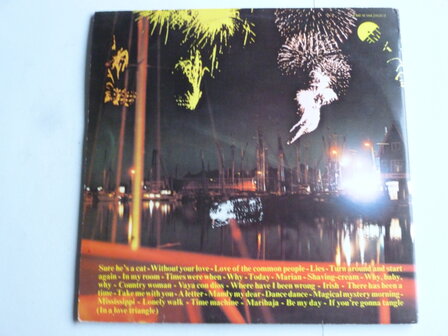 Sure he's a cat - Without your love - Love of the common people - Lies - Turn around and start
again - In my room - Times were when - Why - Today - Marian - Shaving-cream - Why, baby,
why - Country woman - Vaya con dios - Where have I been wrong - Irish - There has been a
time - Take me with you - A letter - Mandy my dear - Dance dance - Magical mystery morning -
Mississippi - Lonely walk - Time machine - Maribaja - Be my day - If you're gonna tangle
(In a love triangle)